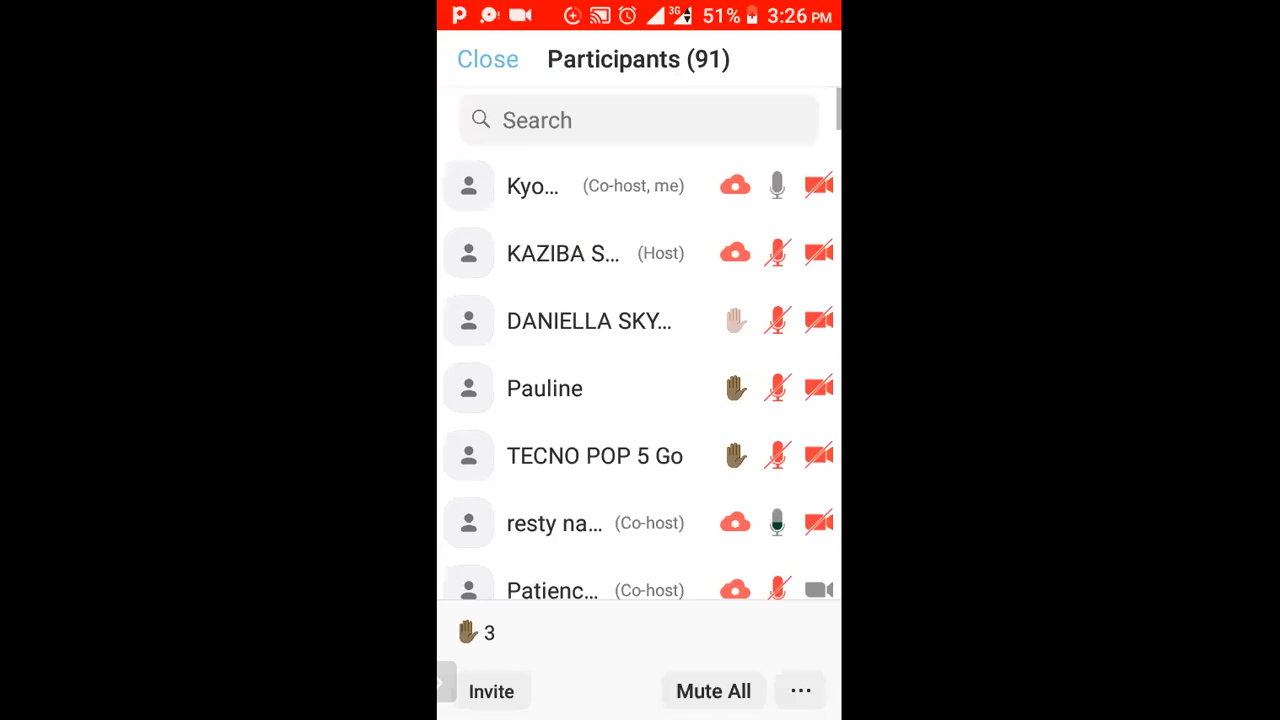 3G 51% 3:26 PM
Close Participants (91)
Search
Kyo... (Co-host, me)
KAZIBA S... (Host)
DANIELLA SKY...
Pauline
TECNO POP 5 Go
resty na... (Co-host)
Patienc... (Co-host)
3
Invite Mute All ...